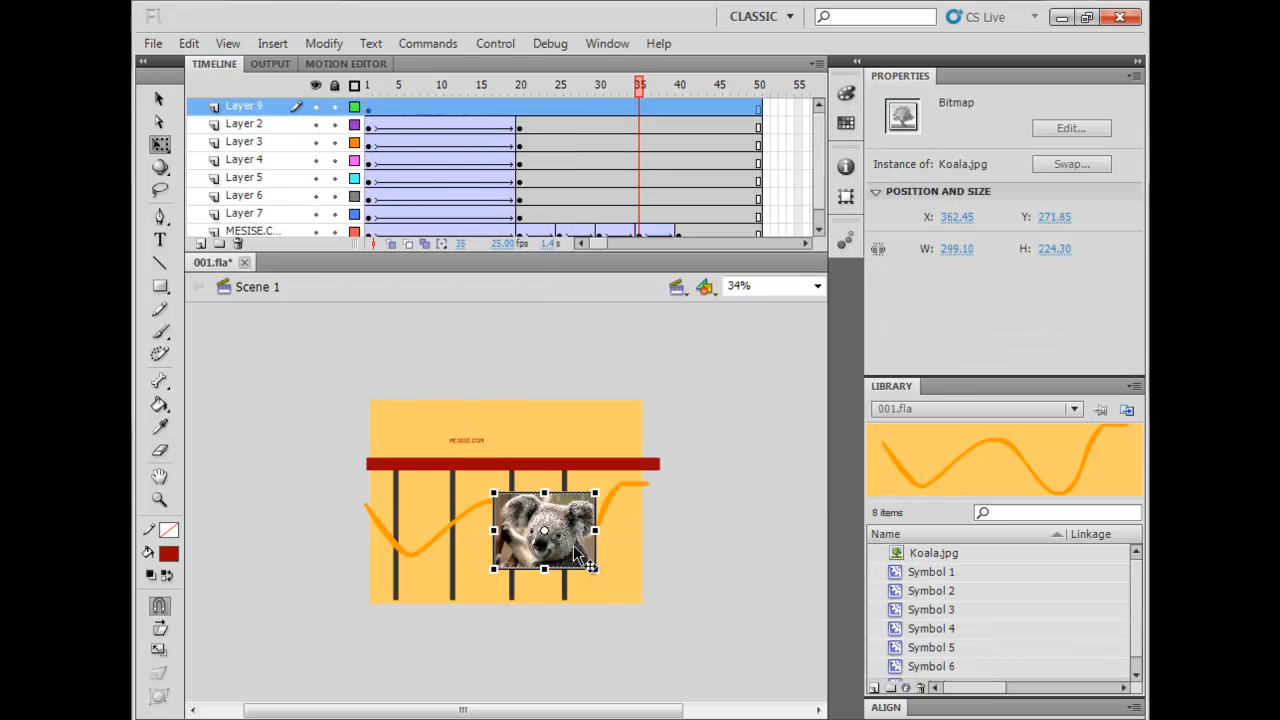 Fl CLASSIC CS Live
File Edit View Insert Modify Text Commands Control Debug Window Help
TIMELINE OUTPUT MOTION EDITOR
1 5 10 15 20 25 30 35 40 45 50 55
Layer 9
Layer 2
Layer 3
Layer 4
Layer 5
Layer 6
Layer 7
MESISE.C...
35 25.00 fps 1.4 s
001.fla*
Scene 1
34%
MESISE.COM
PROPERTIES
Bitmap
Edit...
Instance of: Koala.jpg
Swap...
POSITION AND SIZE
X: 362.45 Y: 271.85
W: 299.10 H: 224.30
LIBRARY
001.fla
8 items
Name Linkage
Koala.jpg
Symbol 1
Symbol 2
Symbol 3
Symbol 4
Symbol 5
Symbol 6
ALIGN